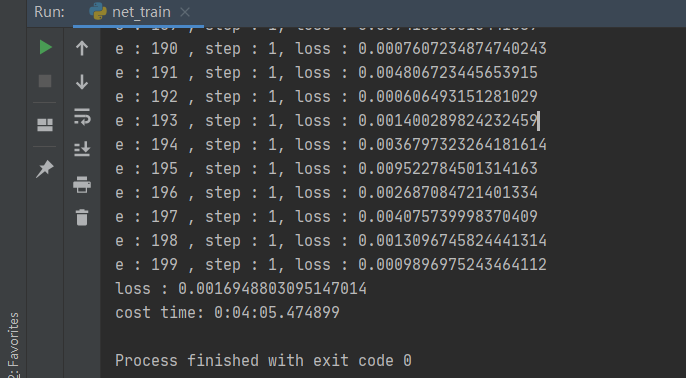 Run: net_train
e : 190 , step : 1, loss : 0.0007607234874740243
e : 191 , step : 1, loss : 0.004806723445653915
e : 192 , step : 1, loss : 0.000606493151281029
e : 193 , step : 1, loss : 0.001400289824232459
e : 194 , step : 1, loss : 0.0036797323264181614
e : 195 , step : 1, loss : 0.009522784501314163
e : 196 , step : 1, loss : 0.002687084721401334
e : 197 , step : 1, loss : 0.004075739998370409
e : 198 , step : 1, loss : 0.0013096745824441314
e : 199 , step : 1, loss : 0.0009896975243464112
loss : 0.0016948803095147014
cost time: 0:04:05.474899
Process finished with exit code 0
2: Favorites